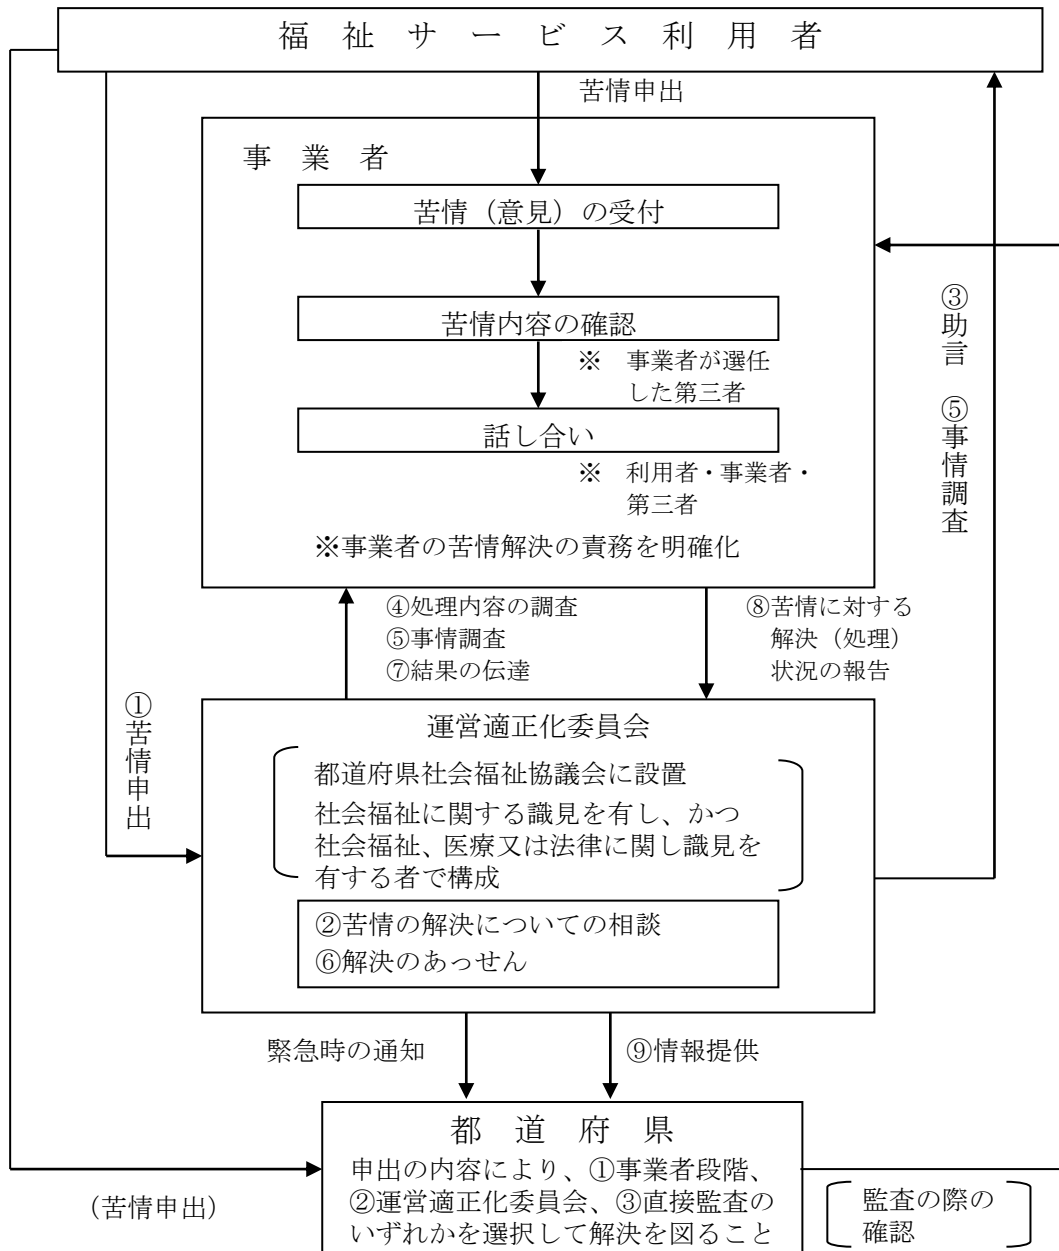 福 祉 サ ー ビ ス 利 用 者
苦情申出
事 業 者
苦情（意見）の受付
苦情内容の確認
※ 事業者が選任
した第三者
話し合い
※ 利用者・事業者・
第三者
※事業者の苦情解決の責務を明確化
③助言 ⑤事情調査
④処理内容の調査
⑤事情調査
⑦結果の伝達
⑧苦情に対する
解決（処理）
状況の報告
①苦情申出
運営適正化委員会
都道府県社会福祉協議会に設置
社会福祉に関する識見を有し、かつ
社会福祉、医療又は法律に関し識見を
有する者で構成
②苦情の解決についての相談
⑥解決のあっせん
緊急時の通知
⑨情報提供
都 道 府 県
申出の内容により、①事業者段階、
②運営適正化委員会、③直接監査の
いずれかを選択して解決を図ること
（苦情申出）
監査の際の
確認